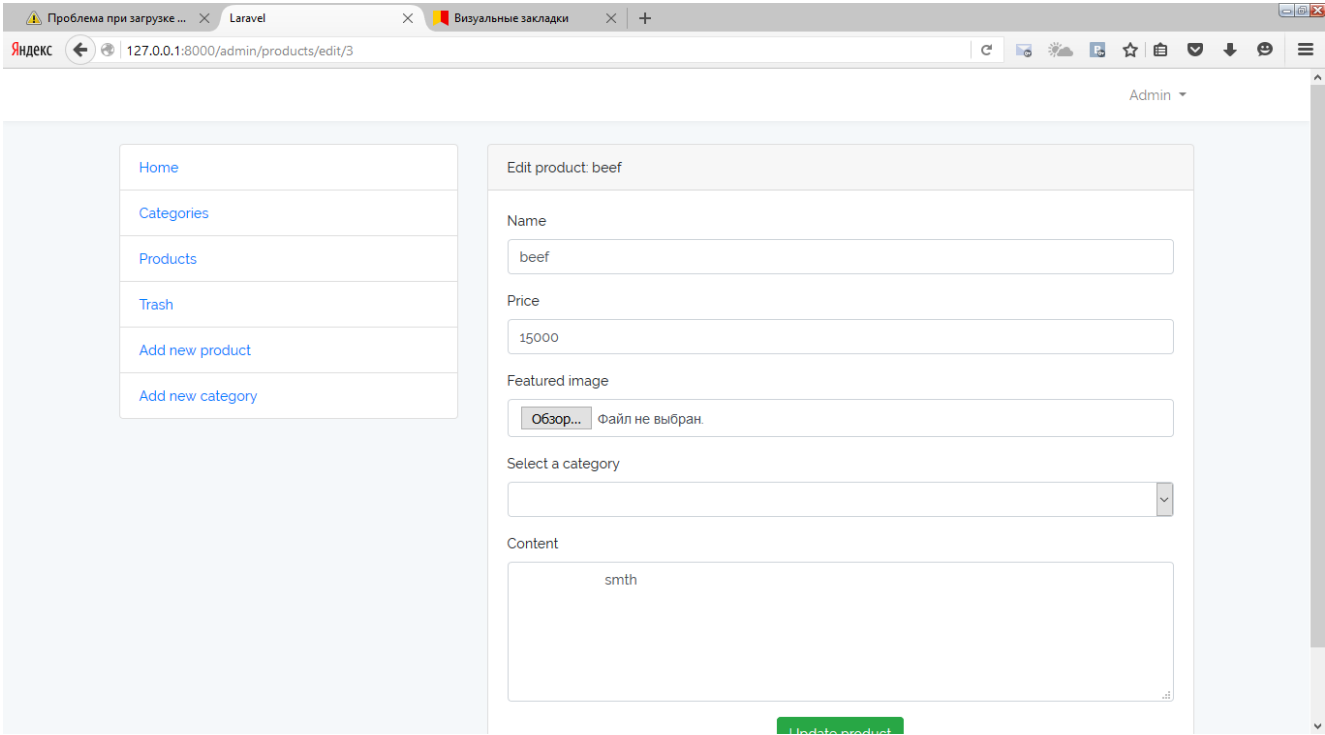 Проблема при загрузке ...
Laravel
Визуальные закладки
Яндекс
127.0.0.1:8000/admin/products/edit/3
Admin
Home
Categories
Products
Trash
Add new product
Add new category
Edit product: beef
Name
beef
Price
15000
Featured image
Обзор... Файл не выбран.
Select a category
Content
smth
Update product